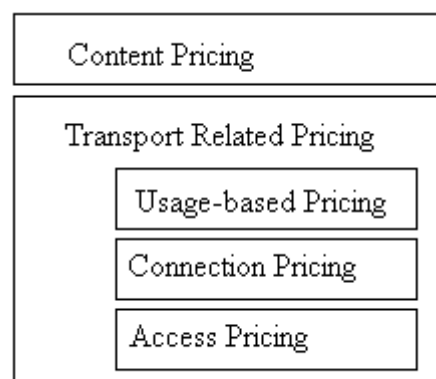 Content Pricing
Transport Related Pricing
Usage-based Pricing
Connection Pricing
Access Pricing